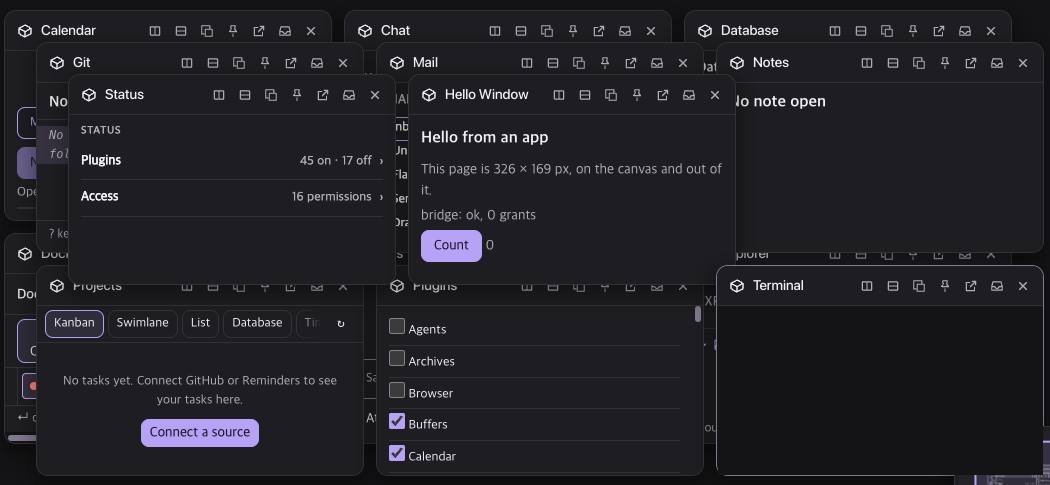 Calendar
Chat
Database
Git
Mail
Notes
Status
Hello Window
No note open
STATUS
Plugins 45 on · 17 off ›
Access 16 permissions ›
Hello from an app
This page is 326 × 169 px, on the canvas and out of
it.
bridge: ok, 0 grants
Count 0
No
Ope
? ke
Projects
Kanban Swimlane List Database
No tasks yet. Connect GitHub or Reminders to see
your tasks here.
Connect a source
Plugins
Agents
Archives
Browser
Buffers
Calendar
Terminal